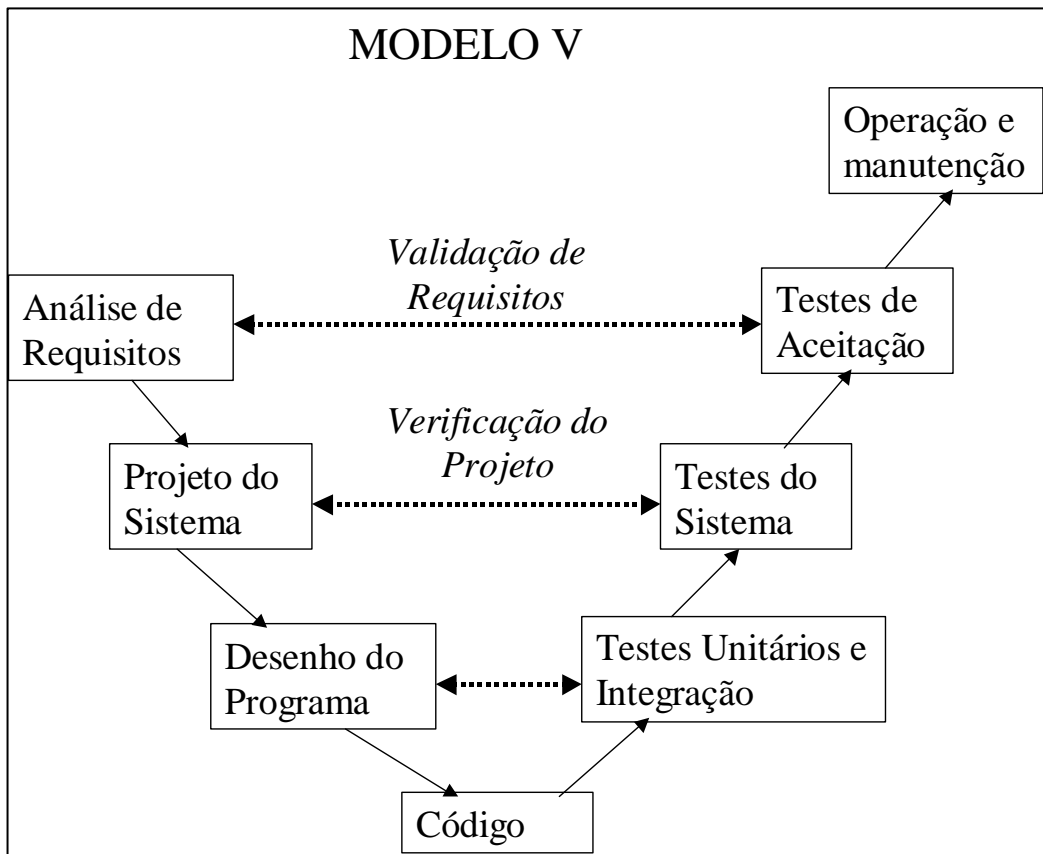 MODELO V
Operação e
manutenção
Validação de
Requisitos
Análise de
Requisitos
Testes de
Aceitação
Verificação do
Projeto
Projeto do
Sistema
Testes do
Sistema
Desenho do
Programa
Testes Unitários e
Integração
Código